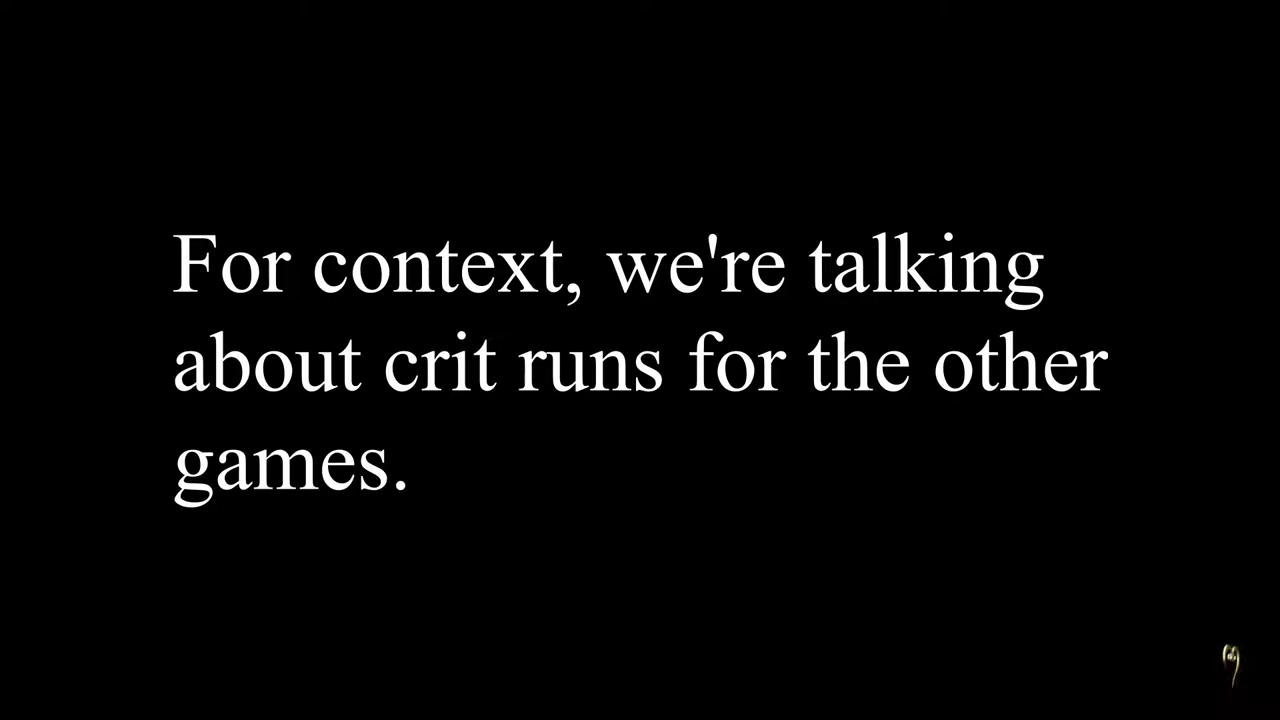 For context, we're talking
about crit runs for the other
games.